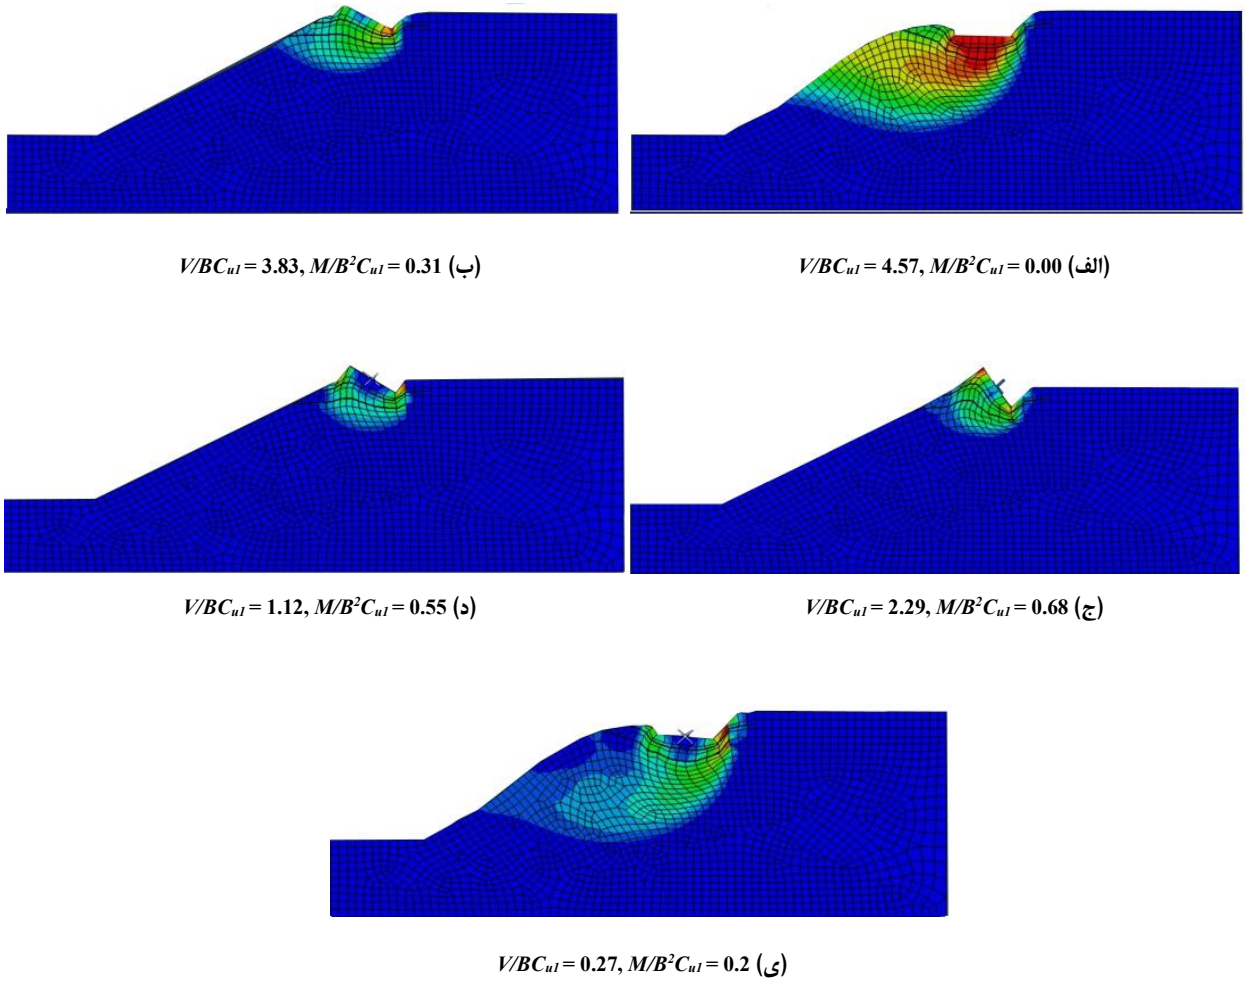 (الف) V/BCu1 = 4.57, M/B²Cu1 = 0.00
(ب) V/BCu1 = 3.83, M/B²Cu1 = 0.31
(ج) V/BCu1 = 2.29, M/B²Cu1 = 0.68
(د) V/BCu1 = 1.12, M/B²Cu1 = 0.55
(ی) V/BCu1 = 0.27, M/B²Cu1 = 0.2